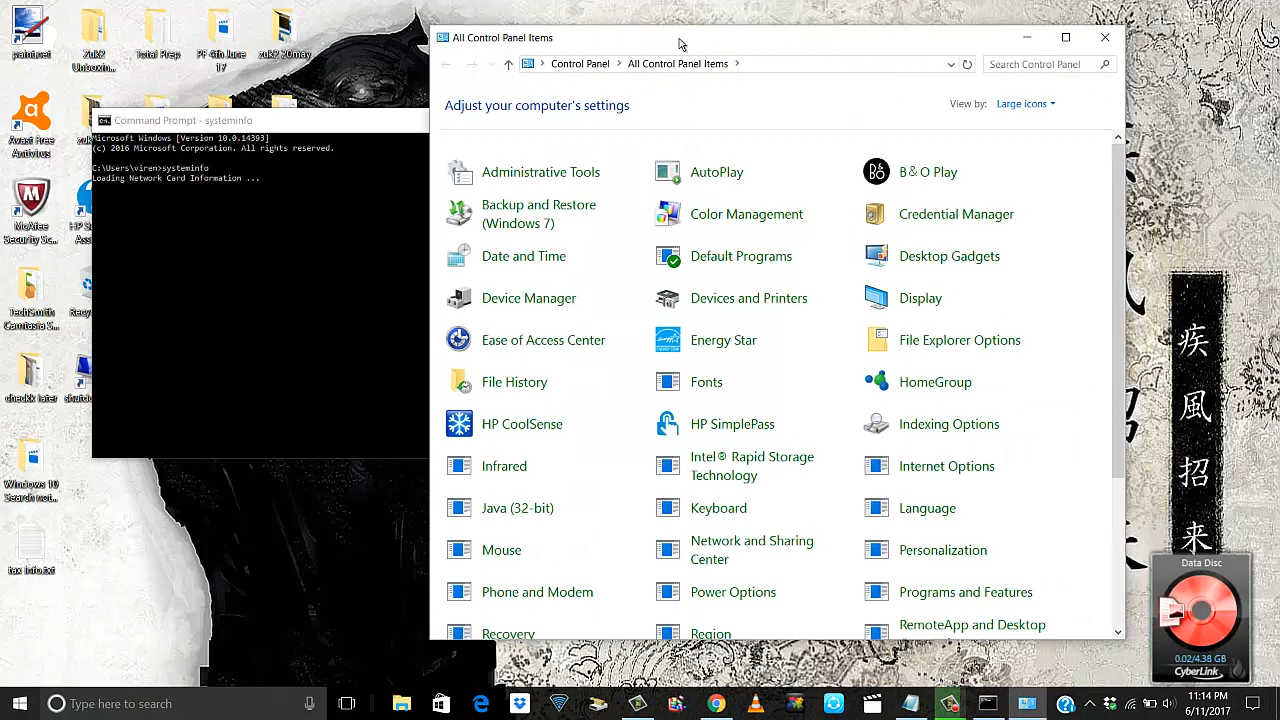 paint.net
Zuk2
Unboxin...
Total Prep
PF 4th June
17
zuk2 20may
Avast Free
Antivirus
McAfee
Security Sc...
TechSmith
Camtasia S...
checkk later
Windows 10
Search not...
tax info.txt
Command Prompt - systeminfo
Microsoft Windows [Version 10.0.14393]
(c) 2016 Microsoft Corporation. All rights reserved.
C:\Users\viren>systeminfo
Loading Network Card Information ...
All Control Panel Items
Control Panel > All Control Panel Items >
Search Control Panel
Adjust your computer's settings
View by: Large icons
Administrative Tools
AutoPlay
B&O Play
Backup and Restore
(Windows 7)
Color Management
Credential Manager
Date and Time
Default Programs
Desktop Gadgets
Device Manager
Devices and Printers
Display
Ease of Access Center
Energy Star
File Explorer Options
File History
Fonts
HomeGroup
HP CoolSense
HP SimplePass
Indexing Options
Infrared
Intel® Rapid Storage
Technology
Internet Options
Java (32-bit)
Keyboard
Language
Mouse
Network and Sharing
Center
Personalization
Phone and Modem
Power Options
Programs and Features
Recovery
Region
RemoteApp and Desktop
疾
風
招
来
Data Disc
0.02/4.38 GB
CyberLink
Type here to search
11:14 PM
6/11/2017